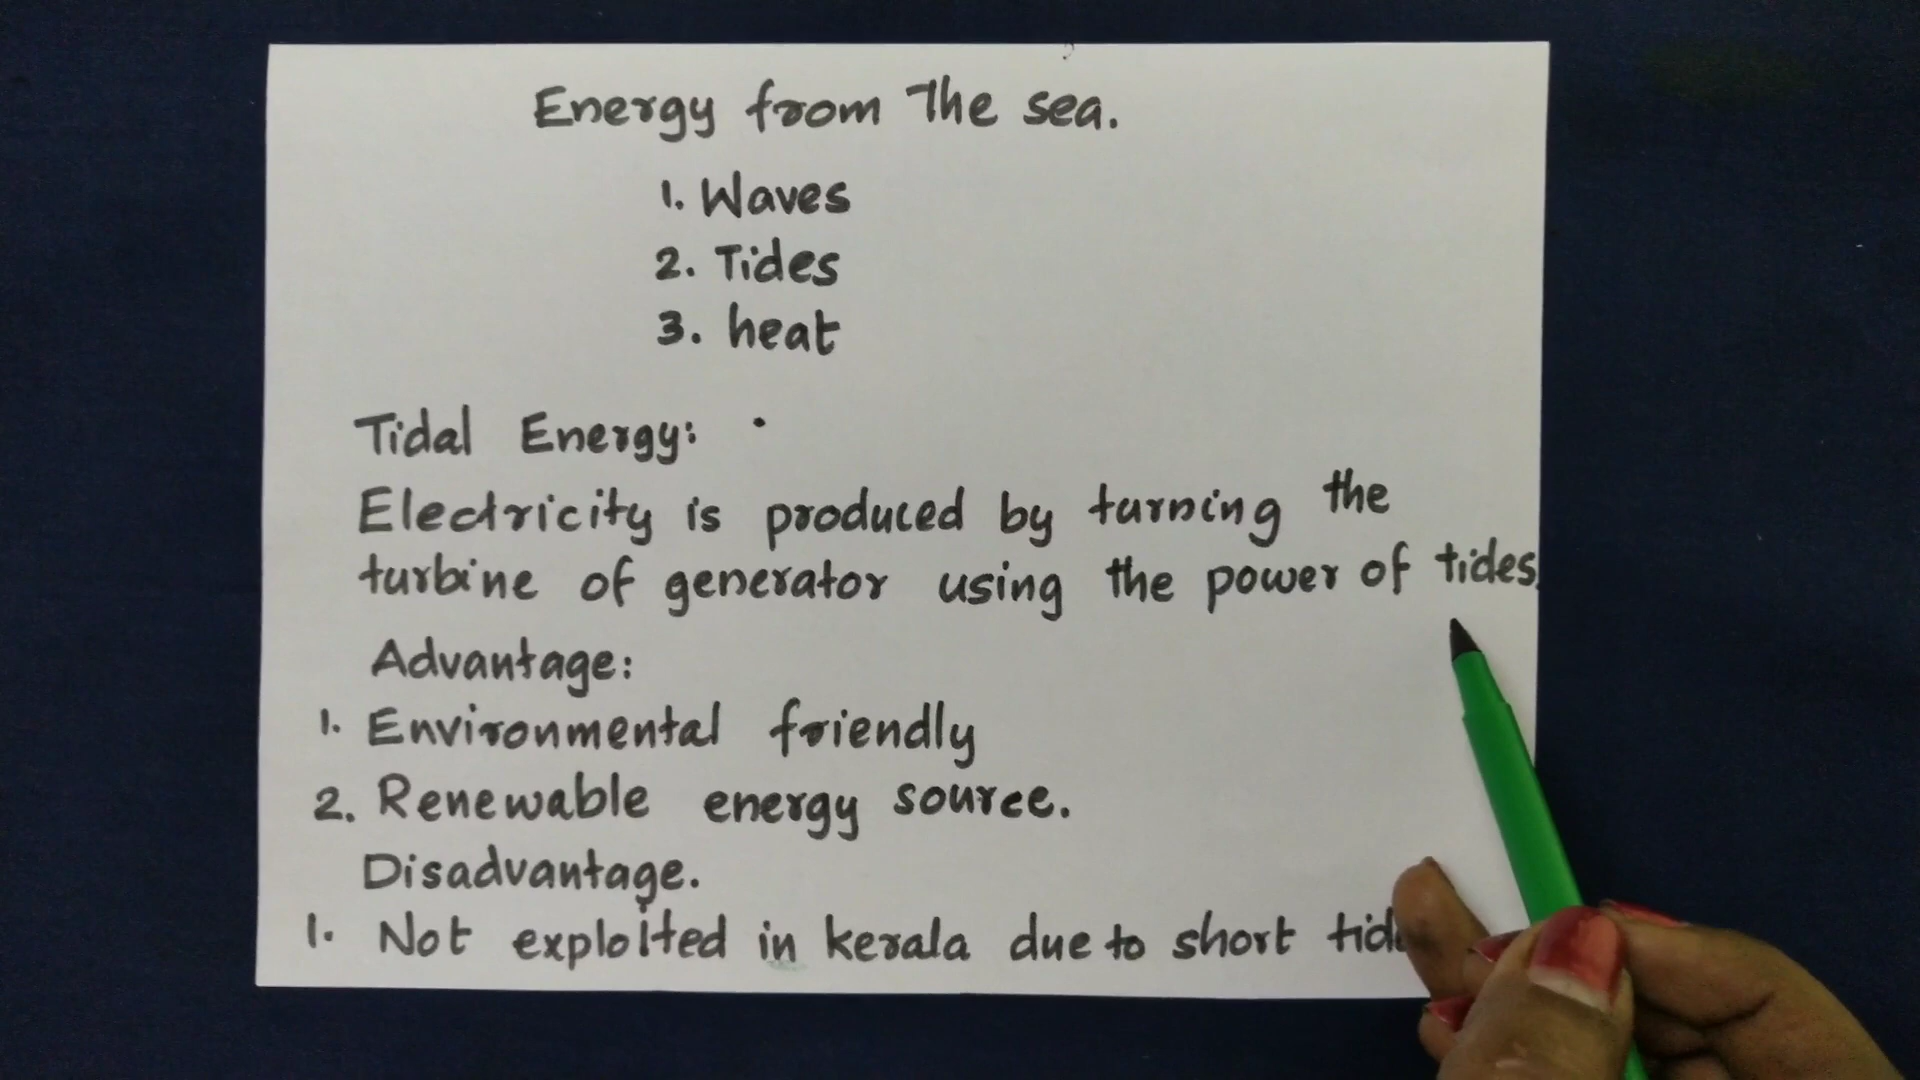 Energy from The sea.
1. Waves
2. Tides
3. heat
Tidal Energy:
Electricity is produced by turning the
turbine of generator using the power of tides.
Advantage:
1. Environmental friendly
2. Renewable energy source.
Disadvantage.
1. Not exploited in kerala due to short